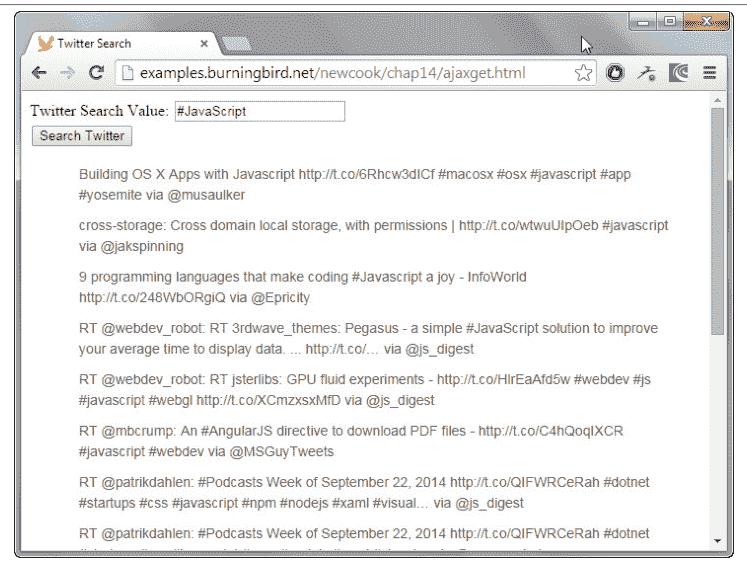 Twitter Search
examples.burningbird.net/newcook/chap14/ajaxget.html
Twitter Search Value: #JavaScript
Search Twitter
Building OS X Apps with Javascript http://t.co/6Rhcw3dICf #macosx #osx #javascript #app
#yosemite via @musaulker
cross-storage: Cross domain local storage, with permissions | http://t.co/wtwuUIpOeb #javascript
via @jakspinning
9 programming languages that make coding #Javascript a joy - InfoWorld
http://t.co/248WbORgiQ via @Epricity
RT @webdev_robot: RT 3rdwave_themes: Pegasus - a simple #JavaScript solution to improve
your average time to display data. ... http://t.co/… via @js_digest
RT @webdev_robot: RT jsterlibs: GPU fluid experiments - http://t.co/HIrEaAfd5w #webdev #js
#javascript #webgl http://t.co/XCmzxsxMfD via @js_digest
RT @mbcrump: An #AngularJS directive to download PDF files - http://t.co/C4hQoqIXCR
#javascript #webdev via @MSGuyTweets
RT @patrikdahlen: #Podcasts Week of September 22, 2014 http://t.co/QIFWRCeRah #dotnet
#startups #css #javascript #npm #nodejs #xaml #visual… via @js_digest
RT @patrikdahlen: #Podcasts Week of September 22, 2014 http://t.co/QIFWRCeRah #dotnet